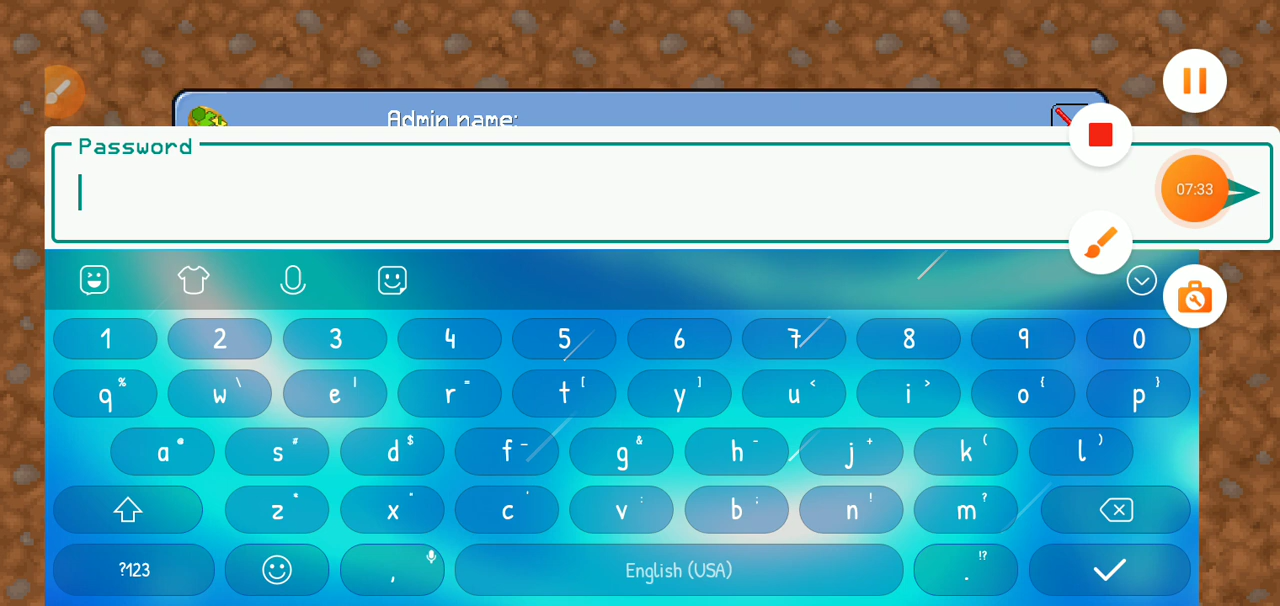 Admin name:
Password
07:33
1 2 3 4 5 6 7 8 9 0
q % w \ e | r = t [ y ] u < i > o { p }
a @ s # d $ f _ g & h - j + k ( l )
z * x " c ' v : b ; n ! m ?
?123 , English (USA) . !?